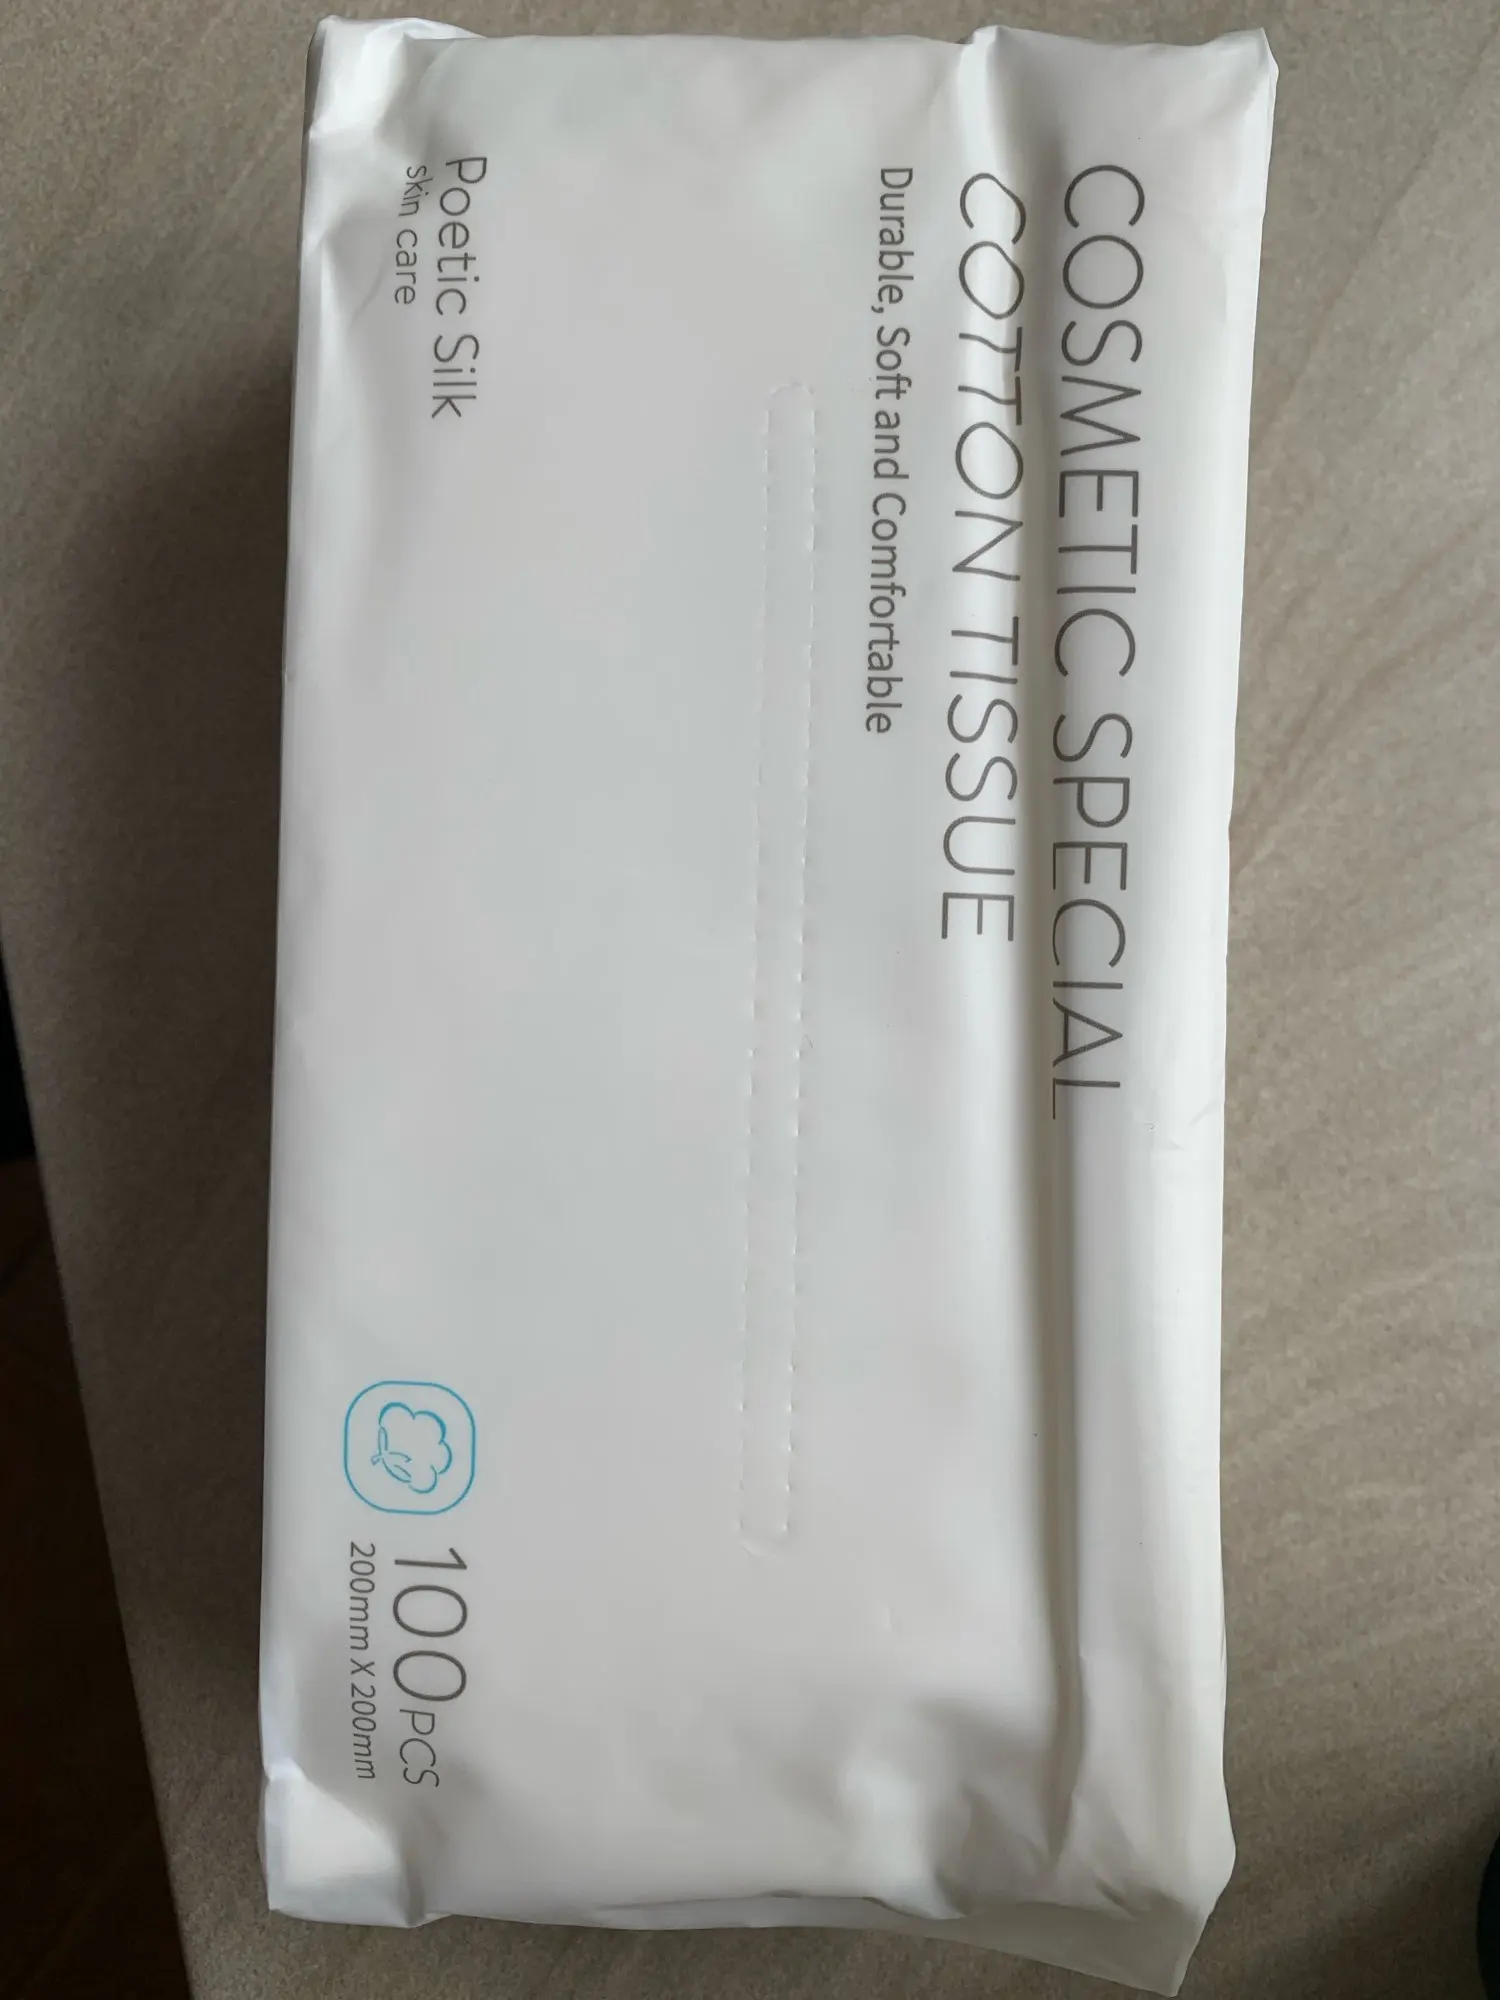 COSMETIC SPECIAL
COTTON TISSUE
Durable, Soft and Comfortable
Poetic Silk
skin care
100PCS
200mm X 200mm